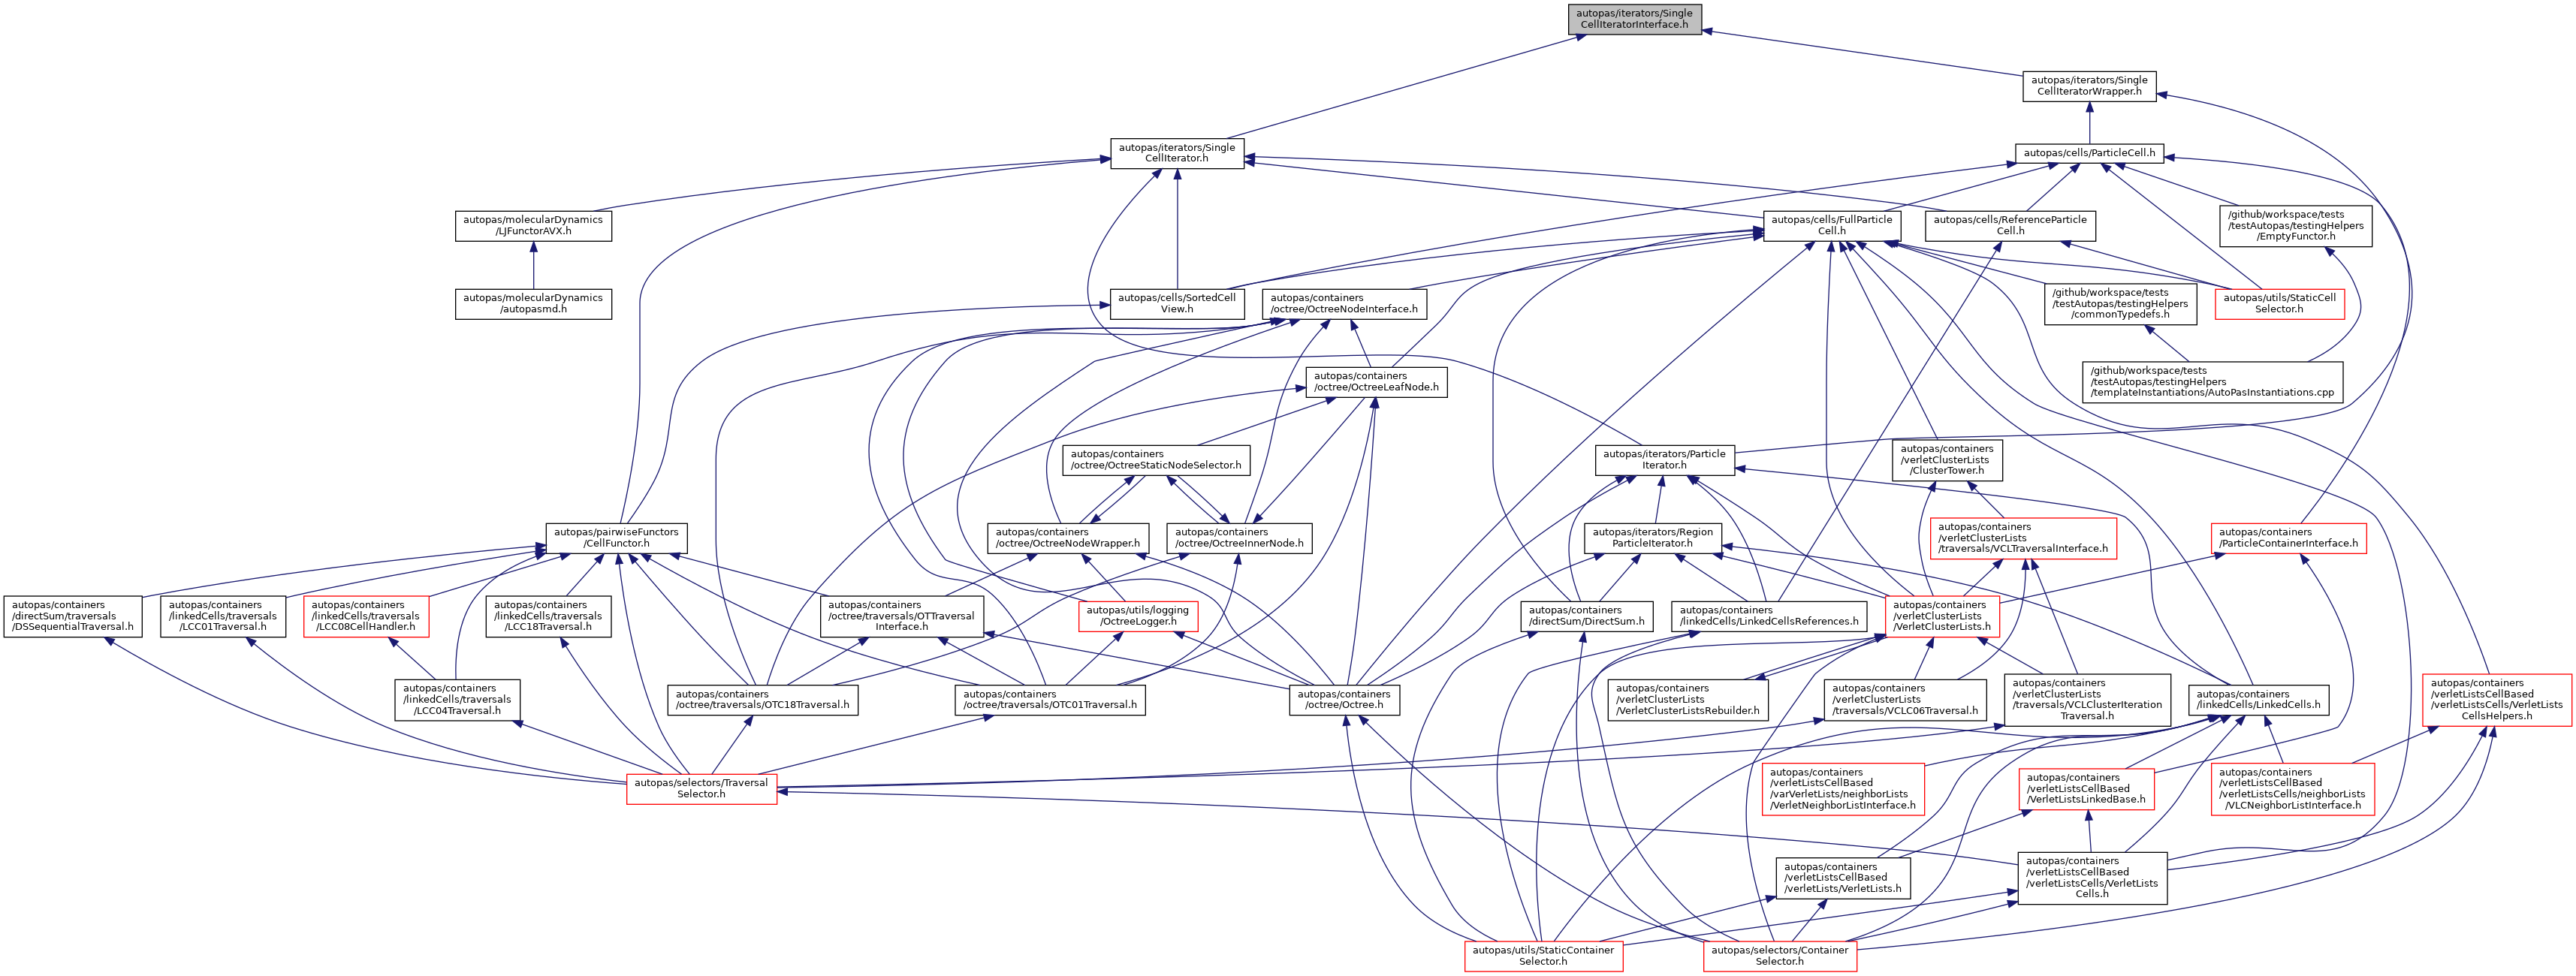 autopas/iterators/Single
CellIteratorInterface.h
autopas/iterators/Single
CellIteratorWrapper.h
autopas/iterators/Single
CellIterator.h
autopas/cells/ParticleCell.h
autopas/molecularDynamics
/LJFunctorAVX.h
autopas/cells/FullParticle
Cell.h
autopas/cells/ReferenceParticle
Cell.h
/github/workspace/tests
/testAutopas/testingHelpers
/EmptyFunctor.h
autopas/molecularDynamics
/autopasmd.h
autopas/cells/SortedCell
View.h
autopas/containers
/octree/OctreeNodeInterface.h
/github/workspace/tests
/testAutopas/testingHelpers
/commonTypedefs.h
autopas/utils/StaticCell
Selector.h
autopas/containers
/octree/OctreeLeafNode.h
/github/workspace/tests
/testAutopas/testingHelpers
/templateInstantiations/AutoPasInstantiations.cpp
autopas/containers
/octree/OctreeStaticNodeSelector.h
autopas/iterators/Particle
Iterator.h
autopas/containers
/verletClusterLists
/ClusterTower.h
autopas/pairwiseFunctors
/CellFunctor.h
autopas/containers
/octree/OctreeNodeWrapper.h
autopas/containers
/octree/OctreeInnerNode.h
autopas/iterators/Region
ParticleIterator.h
autopas/containers
/verletClusterLists
/traversals/VCLTraversalInterface.h
autopas/containers
/ParticleContainerInterface.h
autopas/containers
/directSum/traversals
/DSSequentialTraversal.h
autopas/containers
/linkedCells/traversals
/LCC01Traversal.h
autopas/containers
/linkedCells/traversals
/LCC08CellHandler.h
autopas/containers
/linkedCells/traversals
/LCC18Traversal.h
autopas/containers
/octree/traversals/OTTraversal
Interface.h
autopas/utils/logging
/OctreeLogger.h
autopas/containers
/directSum/DirectSum.h
autopas/containers
/linkedCells/LinkedCellsReferences.h
autopas/containers
/verletClusterLists
/VerletClusterLists.h
autopas/containers
/linkedCells/traversals
/LCC04Traversal.h
autopas/containers
/octree/traversals/OTC18Traversal.h
autopas/containers
/octree/traversals/OTC01Traversal.h
autopas/containers
/octree/Octree.h
autopas/containers
/verletClusterLists
/VerletClusterListsRebuilder.h
autopas/containers
/verletClusterLists
/traversals/VCLC06Traversal.h
autopas/containers
/verletClusterLists
/traversals/VCLClusterIteration
Traversal.h
autopas/containers
/linkedCells/LinkedCells.h
autopas/containers
/verletListsCellBased
/verletListsCells/VerletLists
CellsHelpers.h
autopas/selectors/Traversal
Selector.h
autopas/containers
/verletListsCellBased
/varVerletLists/neighborLists
/VerletNeighborListInterface.h
autopas/containers
/verletListsCellBased
/VerletListsLinkedBase.h
autopas/containers
/verletListsCellBased
/verletListsCells/neighborLists
/VLCNeighborListInterface.h
autopas/containers
/verletListsCellBased
/verletLists/VerletLists.h
autopas/containers
/verletListsCellBased
/verletListsCells/VerletLists
Cells.h
autopas/utils/StaticContainer
Selector.h
autopas/selectors/Container
Selector.h